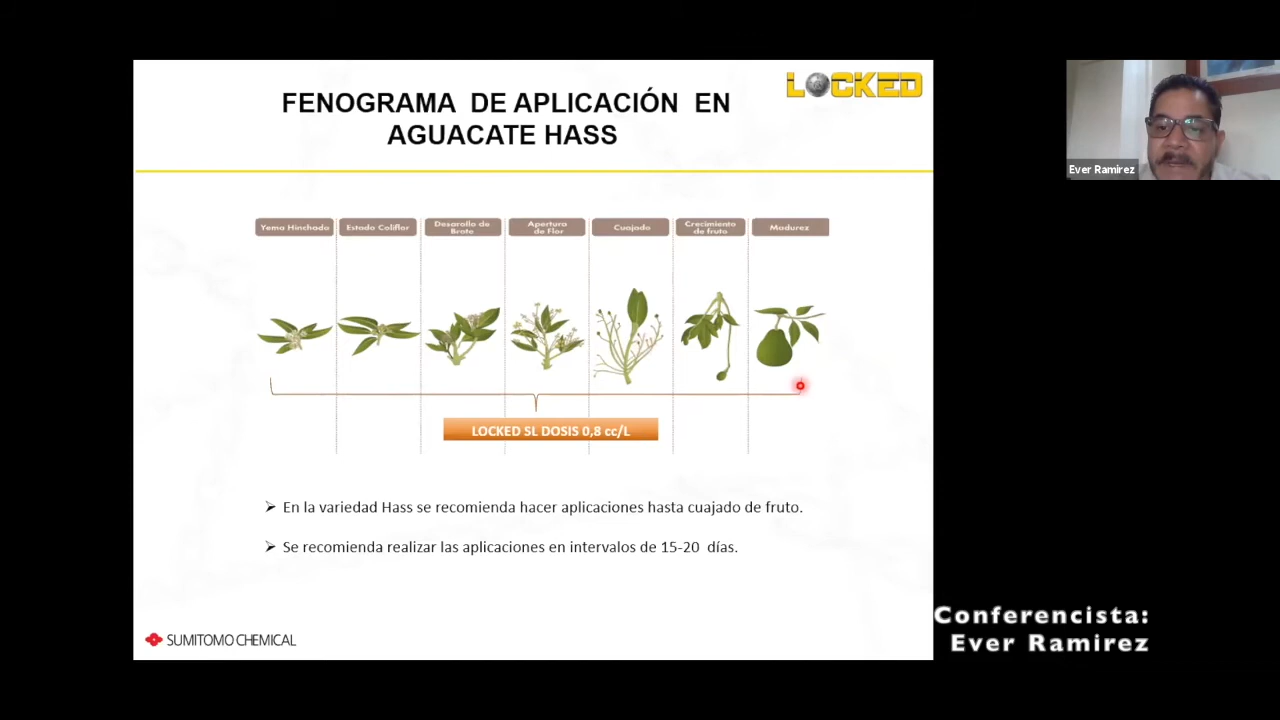 LOCKED
FENOGRAMA DE APLICACIÓN EN
AGUACATE HASS
Ever Ramirez
Yema Hinchada
Estado Coliflor
Desarollo de
Brote
Apertura
de Flor
Cuajado
Crecimiento
de fruto
Madurez
LOCKED SL DOSIS 0,8 cc/L
En la variedad Hass se recomienda hacer aplicaciones hasta cuajado de fruto.
Se recomienda realizar las aplicaciones en intervalos de 15-20 días.
SUMITOMO CHEMICAL
Conferencista:
Ever Ramirez